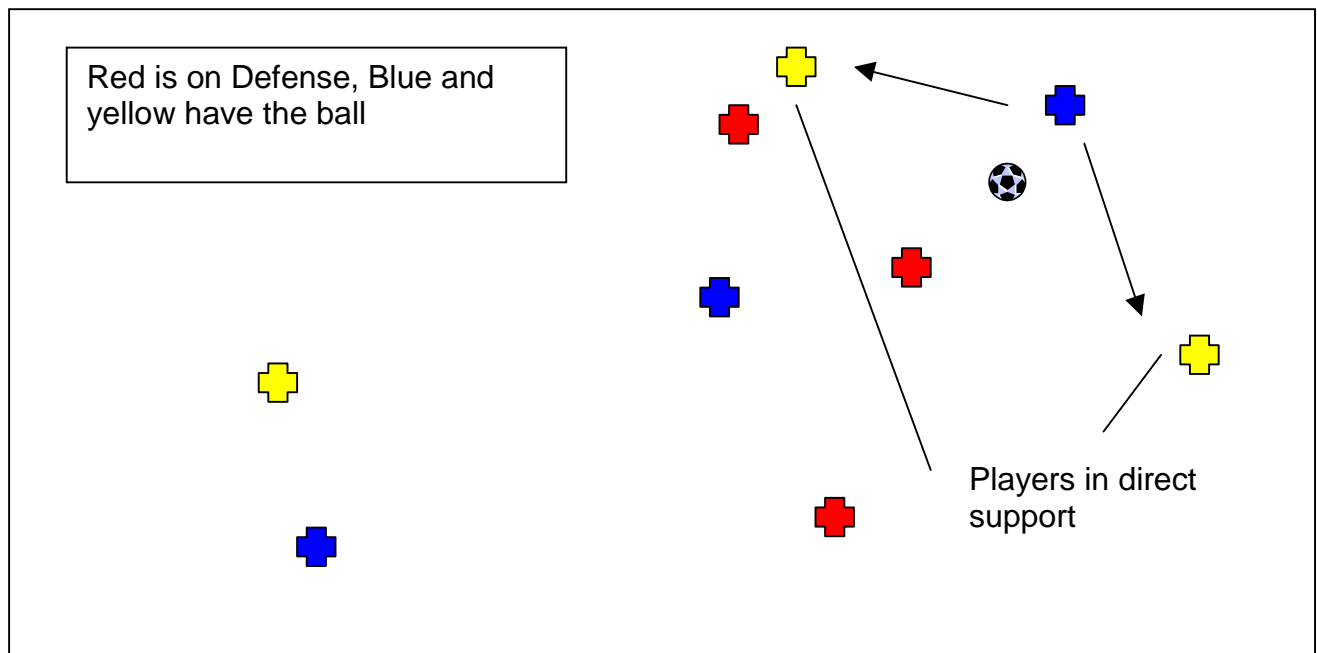 Red is on Defense, Blue and
yellow have the ball
Players in direct
support